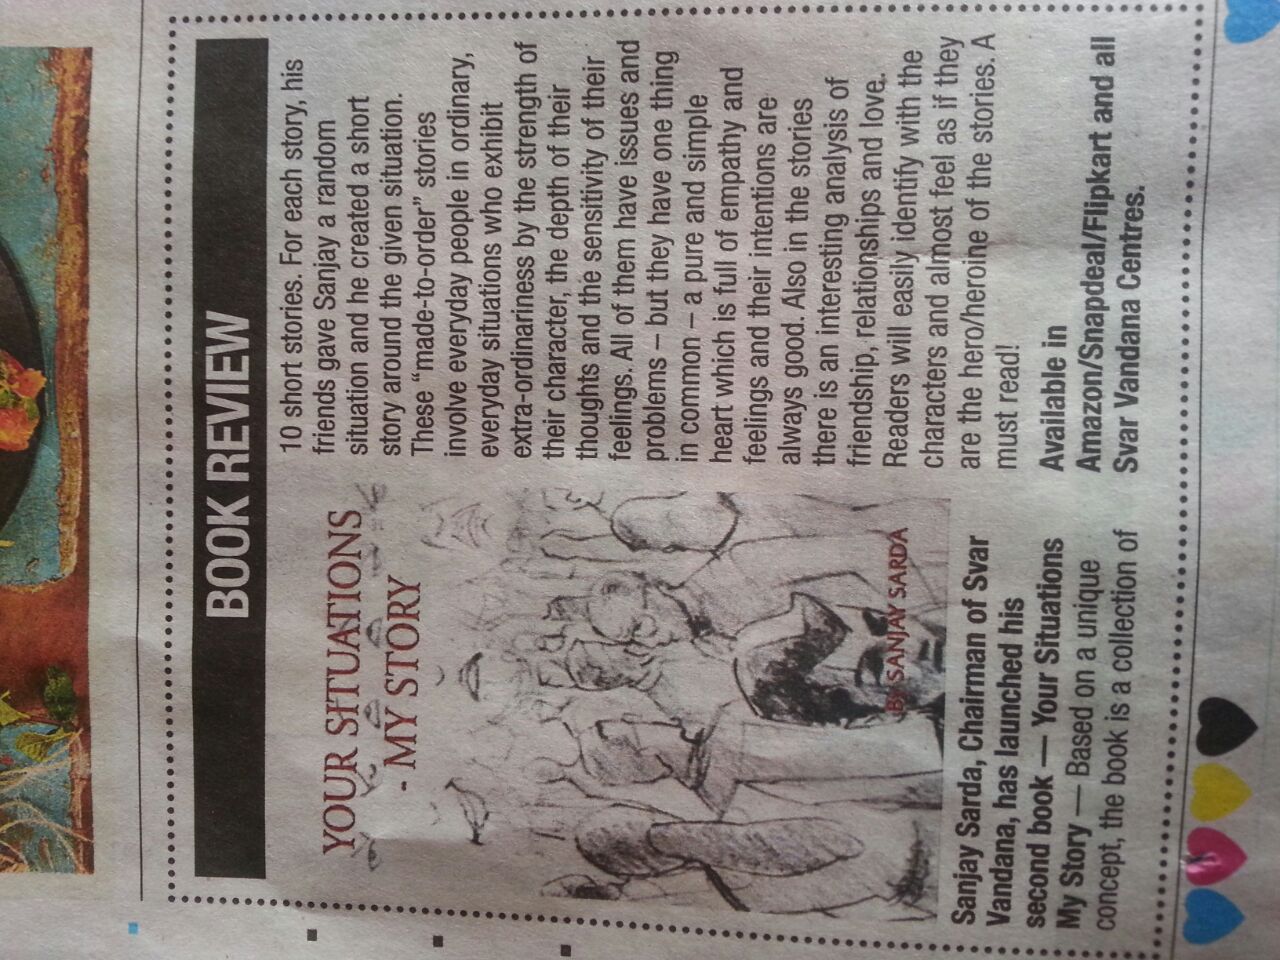 BOOK REVIEW
YOUR SITUATIONS
- MY STORY
BY SANJAY SARDA
Sanjay Sarda, Chairman of Svar
Vandana, has launched his
second book — Your Situations
My Story — Based on a unique
concept, the book is a collection of
10 short stories. For each story, his
friends gave Sanjay a random
situation and he created a short
story around the given situation.
These “made-to-order” stories
involve everyday people in ordinary,
everyday situations who exhibit
extra-ordinariness by the strength of
their character, the depth of their
thoughts and the sensitivity of their
feelings. All of them have issues and
problems – but they have one thing
in common – a pure and simple
heart which is full of empathy and
feelings and their intentions are
always good. Also in the stories
there is an interesting analysis of
friendship, relationships and love.
Readers will easily identify with the
characters and almost feel as if they
are the hero/heroine of the stories. A
must read!
Available in
Amazon/Snapdeal/Flipkart and all
Svar Vandana Centres.